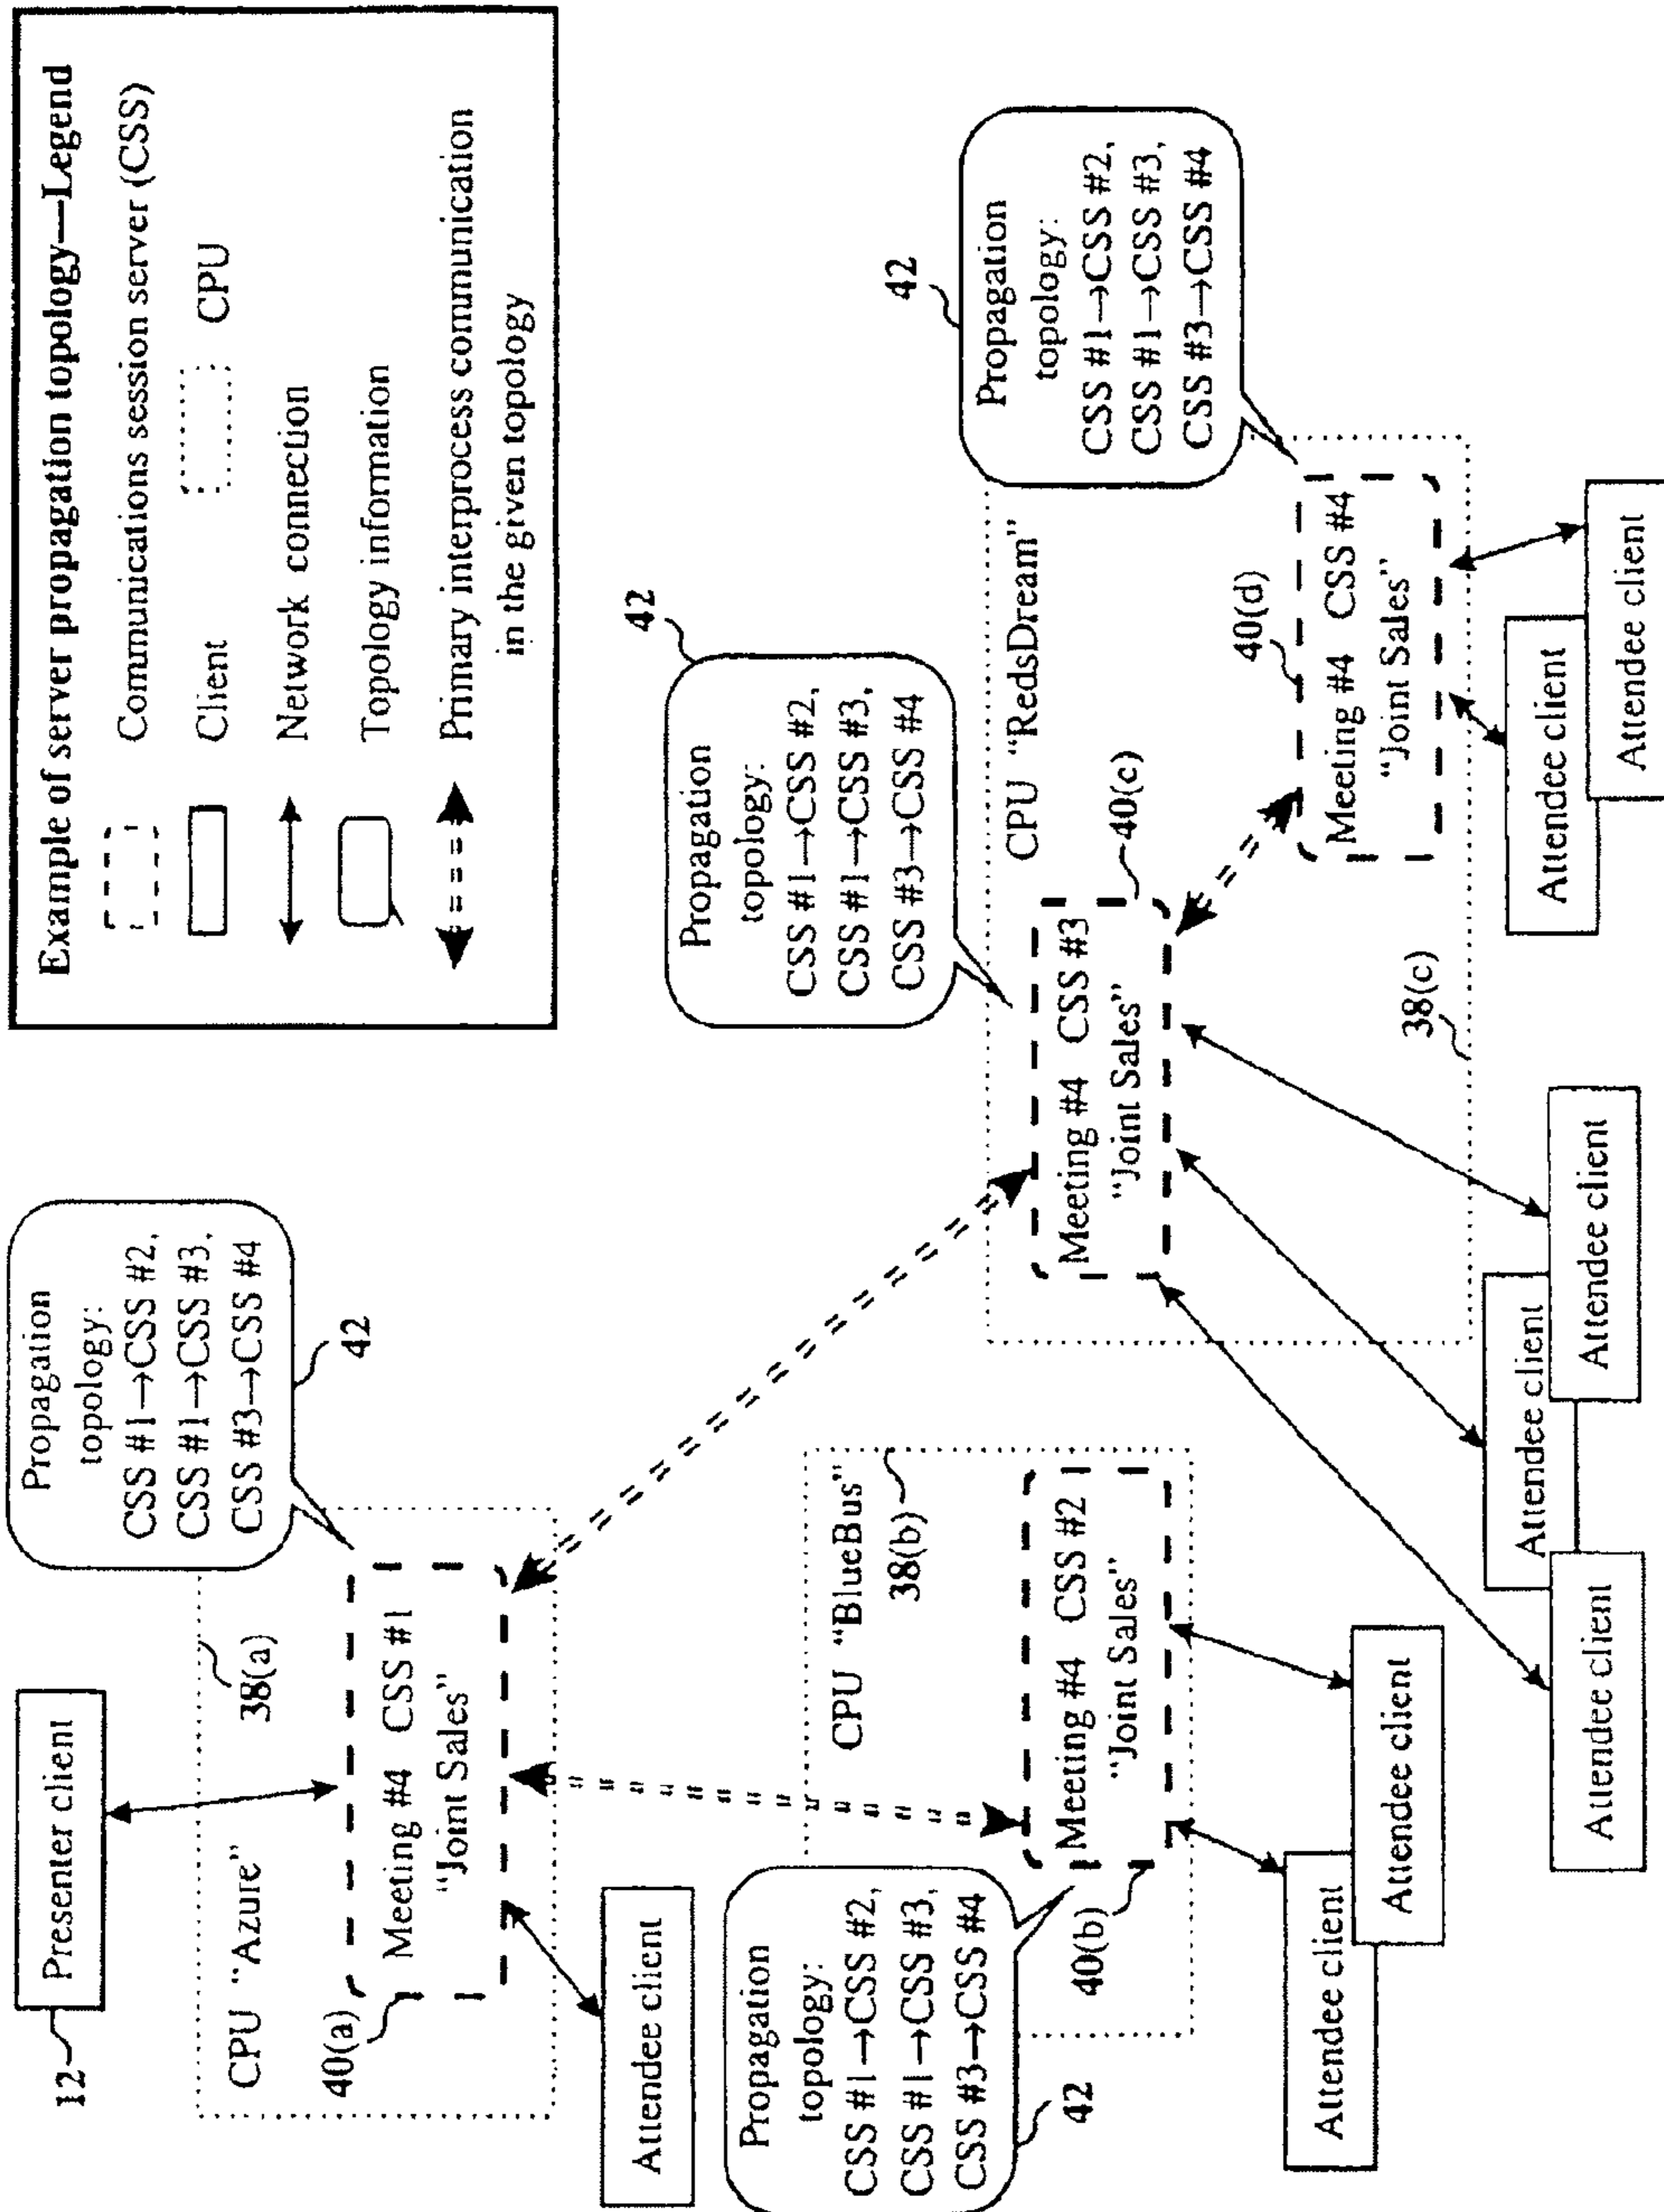 Example of server propagation topology—Legend
Communications session server (CSS)
Client
CPU
Network connection
Topology information
Primary interprocess communication
in the given topology
12
Presenter client
38(a)
CPU "Azure"
40(a)
Meeting #4 CSS #1
"Joint Sales"
Propagation
topology:
CSS #1→CSS #2,
CSS #1→CSS #3,
CSS #3→CSS #4
42
Attendee client
Propagation
topology:
CSS #1→CSS #2,
CSS #1→CSS #3,
CSS #3→CSS #4
42
CPU "BlueBus"
38(b)
40(b)
Meeting #4 CSS #2
"Joint Sales"
Attendee client
Attendee client
42
Propagation
topology:
CSS #1→CSS #2,
CSS #1→CSS #3,
CSS #3→CSS #4
CPU "RedsDream"
40(c)
Meeting #4 CSS #3
"Joint Sales"
38(c)
Attendee client
Attendee client
Attendee client
42
Propagation
topology:
CSS #1→CSS #2,
CSS #1→CSS #3,
CSS #3→CSS #4
40(d)
Meeting #4 CSS #4
"Joint Sales"
Attendee client
Attendee client